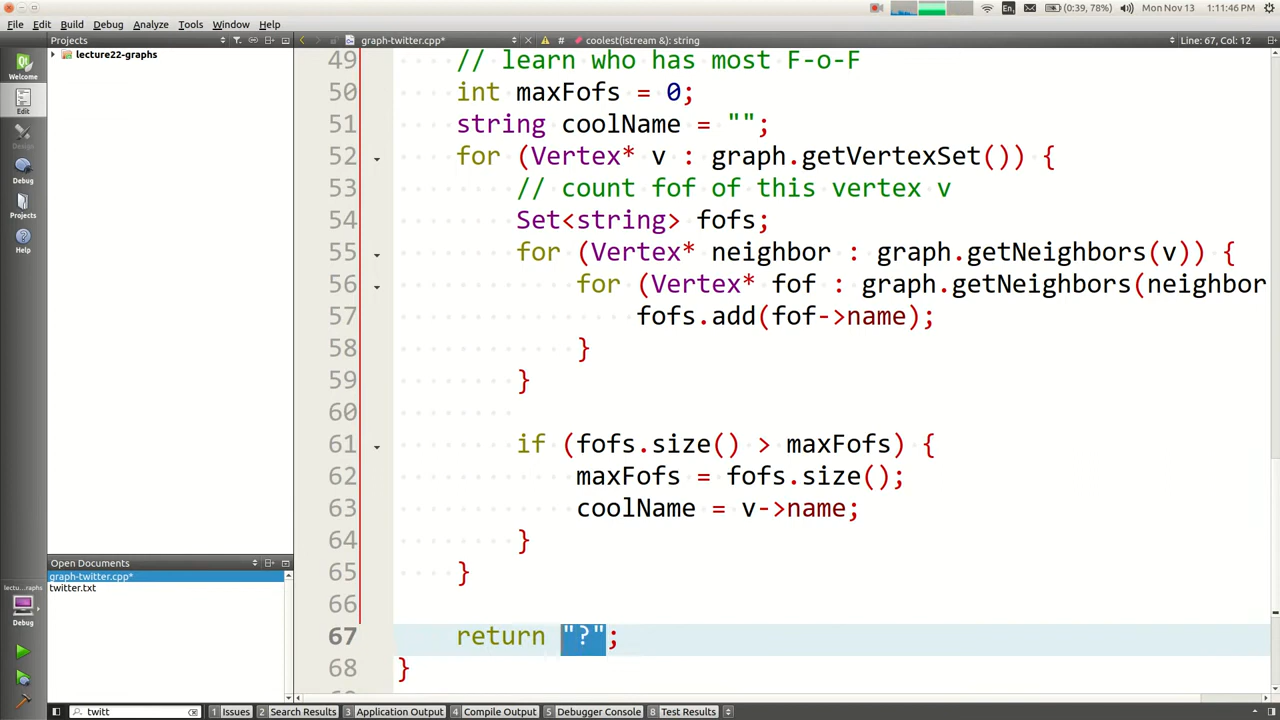 (0:39, 78%) Mon Nov 13 1:11:46
En
File Edit Build Debug Analyze Tools Window Help
Projects graph-twitter.cpp* # coolest(istream &): string Line: 67, Col: 12
lecture22-graphs
Welcome
Edit
Design
Debug
Projects
Help
49 // learn who has most F-o-F
50 int maxFofs = 0;
51 string coolName = "";
52 for (Vertex* v : graph.getVertexSet()) {
53 // count fof of this vertex v
54 Set<string> fofs;
55 for (Vertex* neighbor : graph.getNeighbors(v)) {
56 for (Vertex* fof : graph.getNeighbors(neighbor
57 fofs.add(fof->name);
58 }
59 }
60
61 if (fofs.size() > maxFofs) {
62 maxFofs = fofs.size();
63 coolName = v->name;
64 }
65 }
66
67 return "?";
68 }
Open Documents
graph-twitter.cpp*
twitter.txt
lectu...raphs
Debug
twitt 1 Issues 2 Search Results 3 Application Output 4 Compile Output 5 Debugger Console 8 Test Results